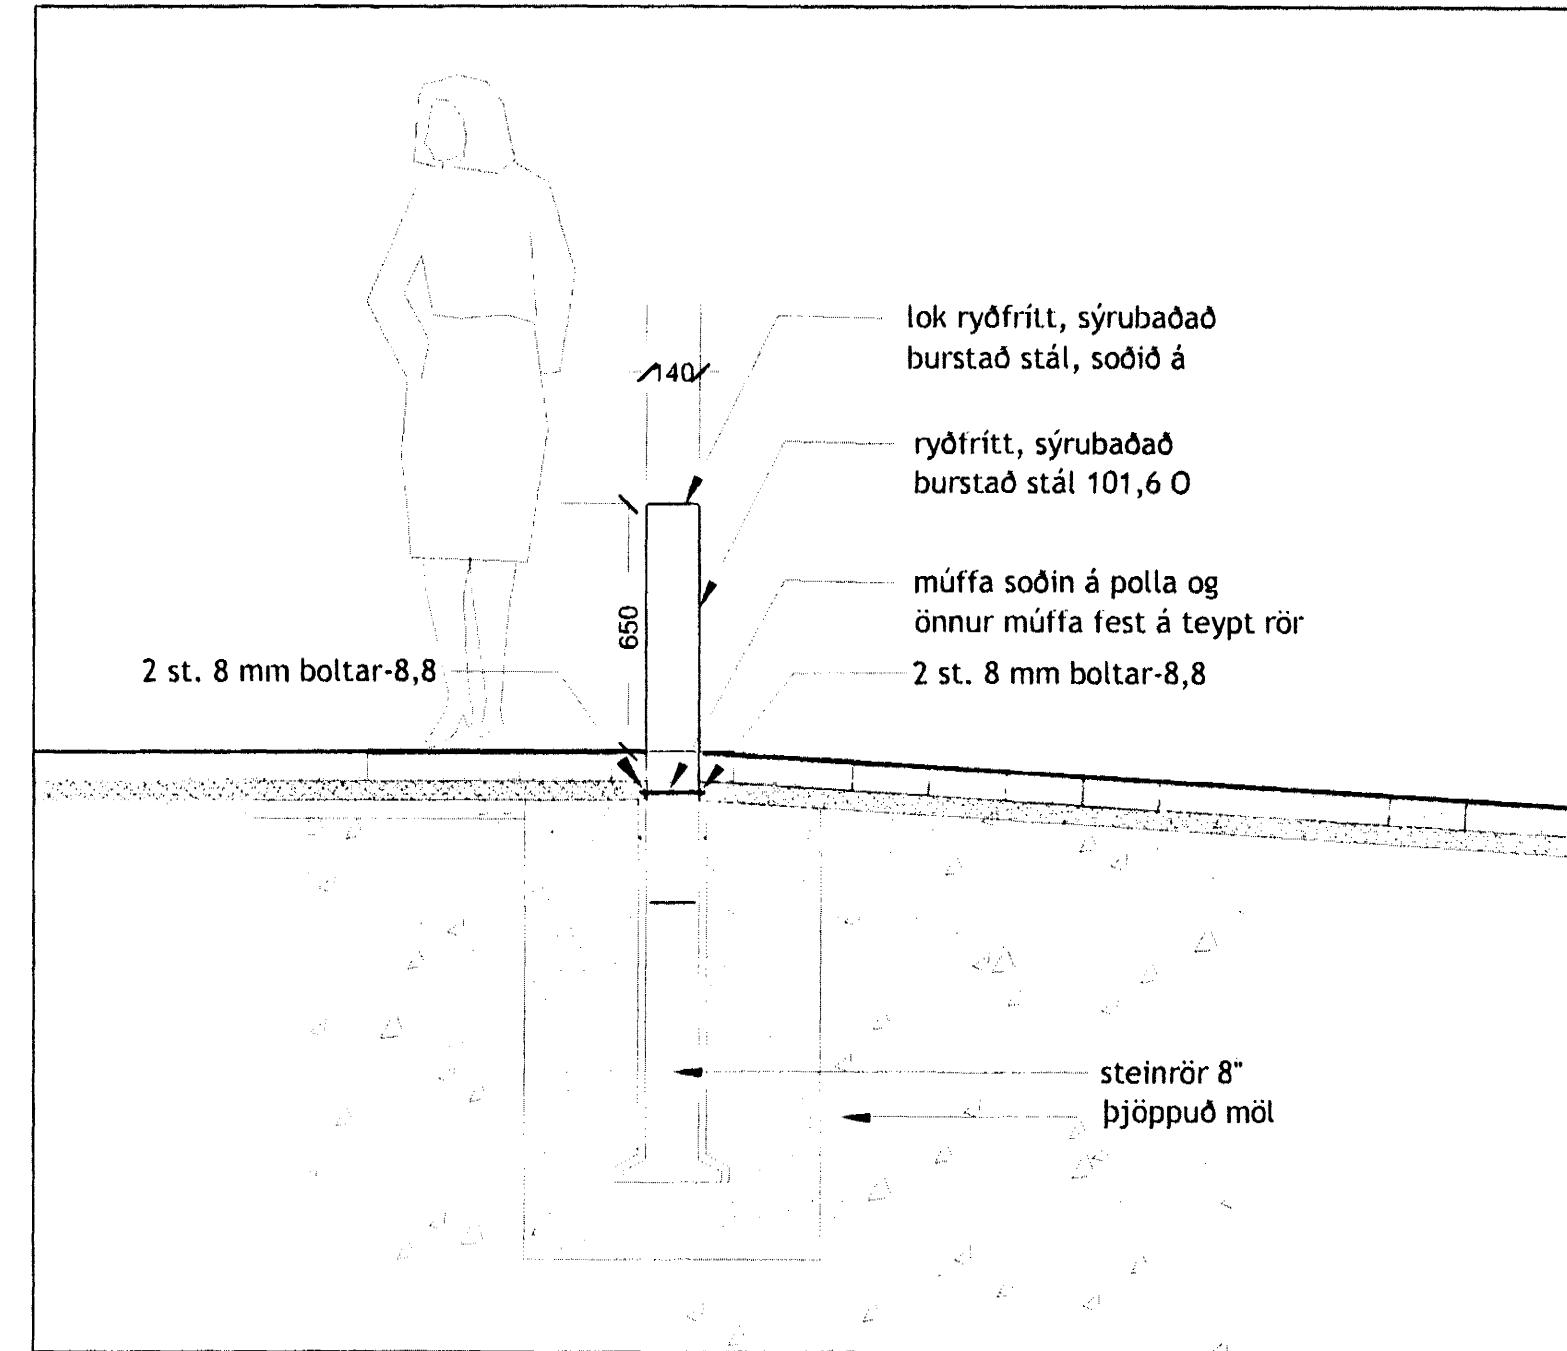 lok ryðfrítt, sýrubaðað
burstað stál, soðið á
140
ryðfrítt, sýrubaðað
burstað stál 101,6 O
múffa soðin á polla og
önnur múffa fest á teypt rör
650
2 st. 8 mm boltar-8,8
2 st. 8 mm boltar-8,8
steinrör 8"
þjöppuð möl